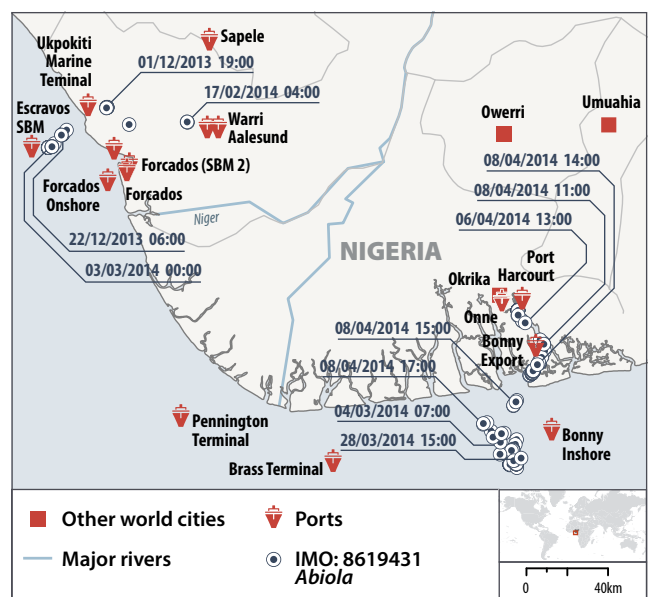 Ukpokiti
Marine
Teminal
Sapele
01/12/2013 19:00
17/02/2014 04:00
Escravos
SBM
Warri
Aalesund
Owerri
Umuahia
Forcados (SBM 2)
08/04/2014 14:00
Forcados
Onshore
Forcados
08/04/2014 11:00
Niger
06/04/2014 13:00
22/12/2013 06:00
NIGERIA
Port
Harcourt
03/03/2014 00:00
Okrika
Onne
08/04/2014 15:00
Bonny
Export
08/04/2014 17:00
Pennington
Terminal
04/03/2014 07:00
Bonny
Inshore
28/03/2014 15:00
Brass Terminal
Other world cities
Ports
Major rivers
IMO: 8619431
Abiola
0 40km